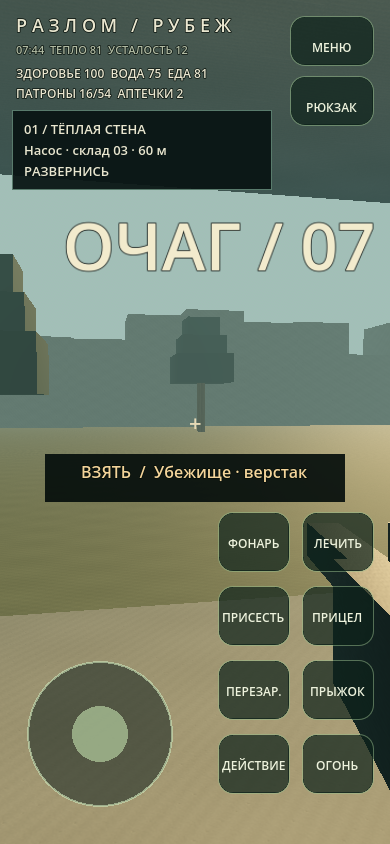 РАЗЛОМ / РУБЕЖ
07:44 ТЕПЛО 81 УСТАЛОСТЬ 12
ЗДОРОВЬЕ 100 ВОДА 75 ЕДА 81
ПАТРОНЫ 16/54 АПТЕЧКИ 2
МЕНЮ
РЮКЗАК
01 / ТЁПЛАЯ СТЕНА
Насос · склад 03 · 60 м
РАЗВЕРНИСЬ
ОЧАГ / 07
ВЗЯТЬ / Убежище · верстак
ФОНАРЬ
ЛЕЧИТЬ
ПРИСЕСТЬ
ПРИЦЕЛ
ПЕРЕЗАР.
ПРЫЖОК
ДЕЙСТВИЕ
ОГОНЬ